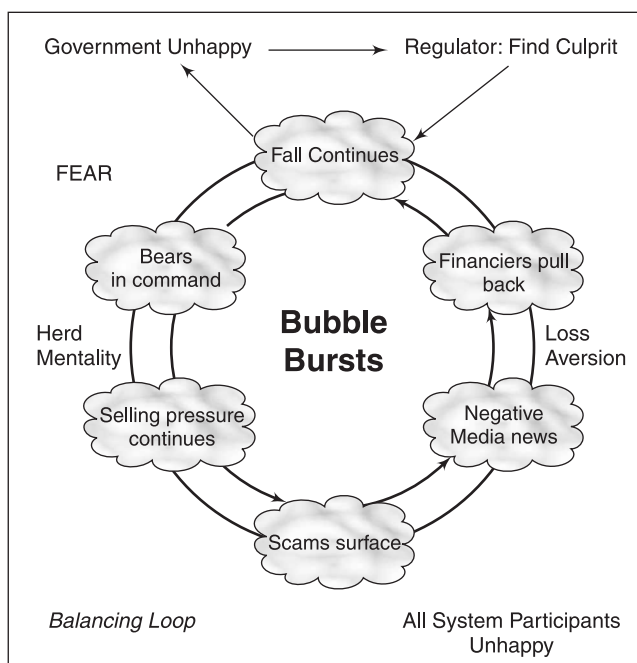 Government Unhappy
Regulator: Find Culprit
Fall Continues
FEAR
Bears
in command
Financiers pull
back
Bubble
Bursts
Herd
Mentality
Loss
Aversion
Selling pressure
continues
Negative
Media news
Scams surface
Balancing Loop
All System Participants
Unhappy